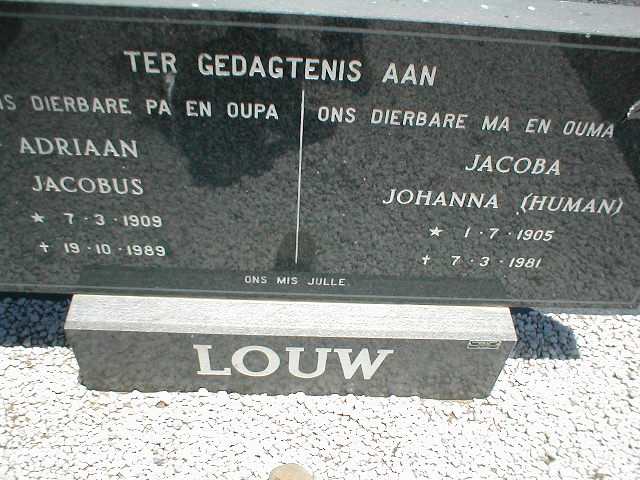 TER GEDAGTENIS AAN
DIERBARE PA EN OUPA
ADRIAAN
JACOBUS
* 7·3·1909
† 19·10·1989
ONS DIERBARE MA EN OUMA
JACOBA
JOHANNA (HUMAN)
* 1·7·1905
† 7·3·1981
ONS MIS JULLE.
LOUW